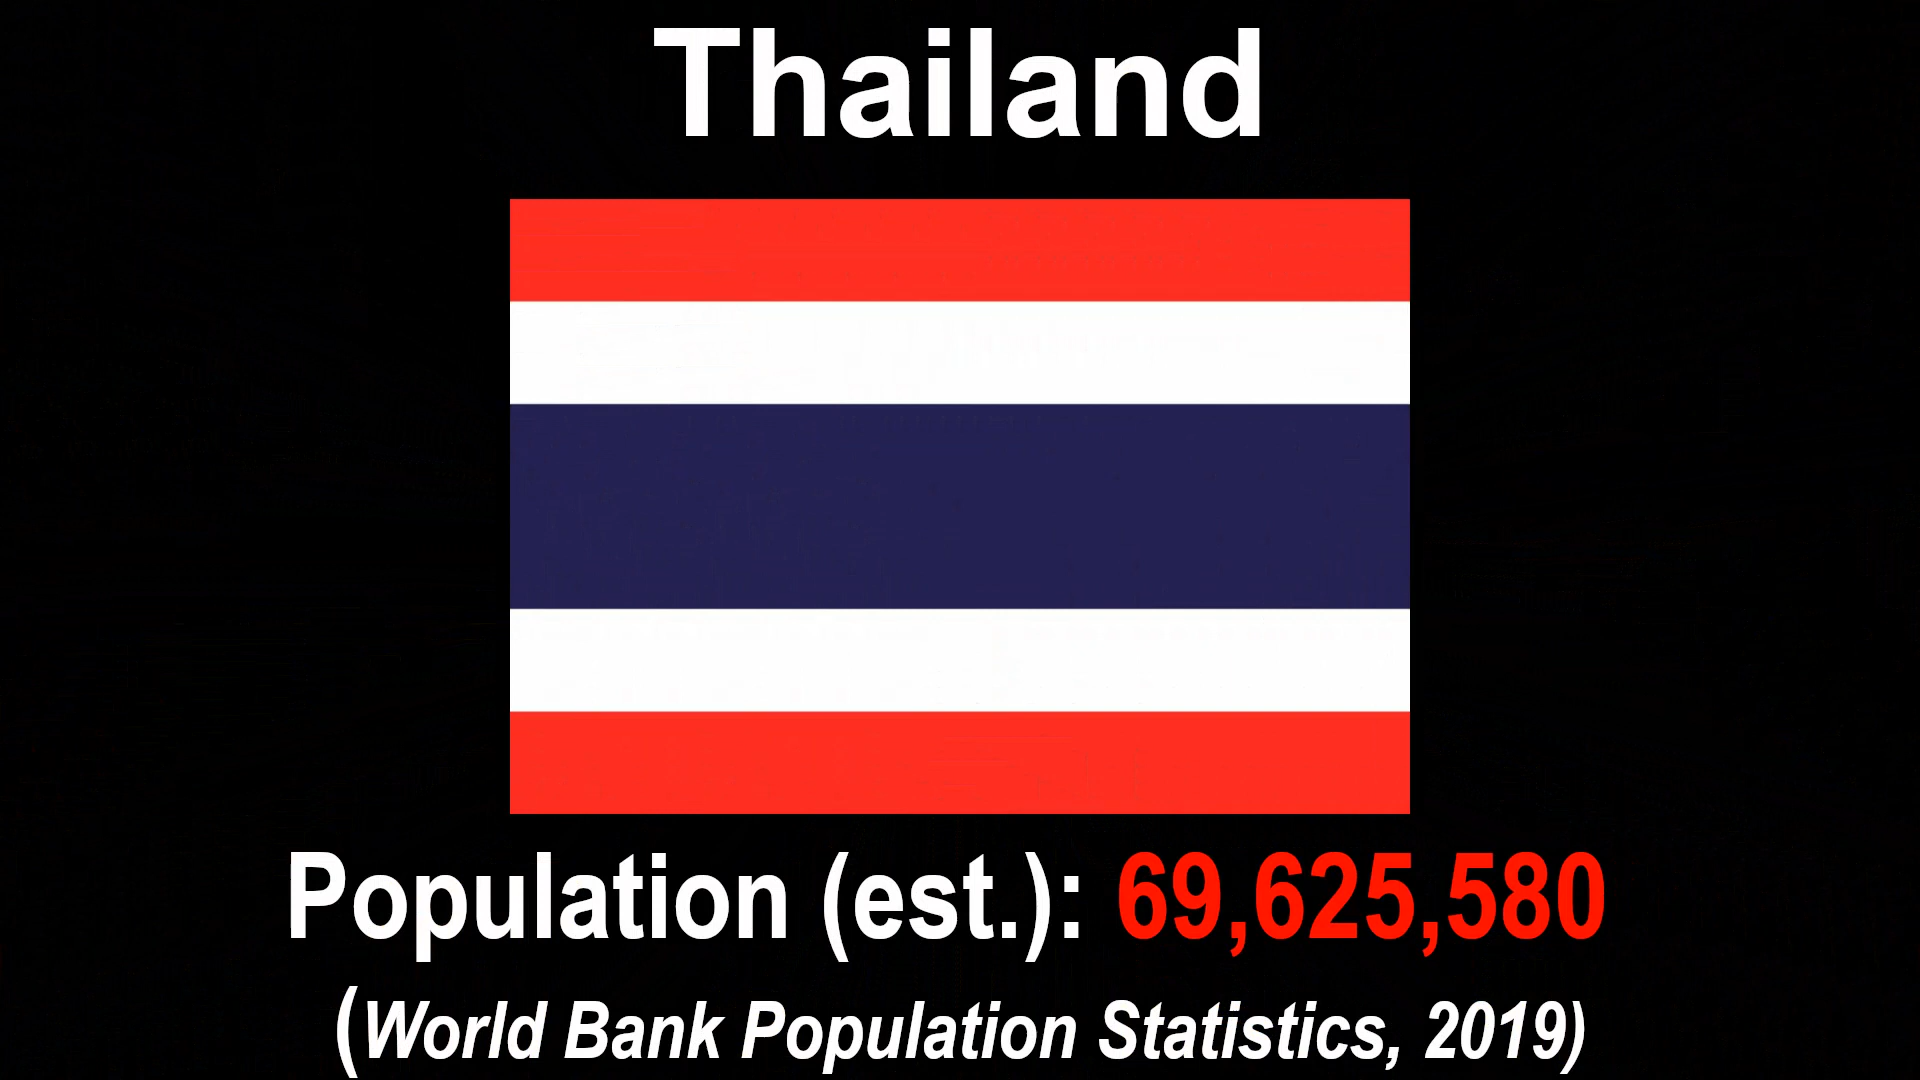 Thailand
Population (est.): 69,625,580
(World Bank Population Statistics, 2019)